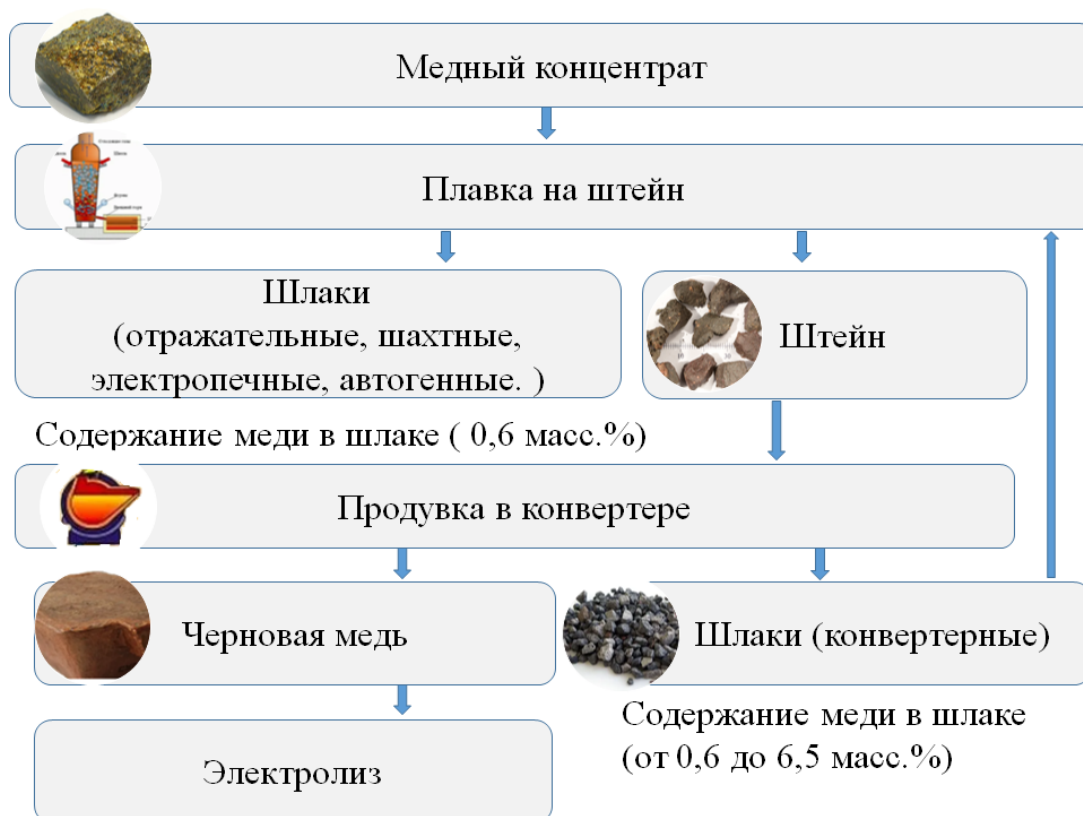 Медный концентрат
Плавка на штейн
Шлаки
(отражательные, шахтные,
электропечные, автогенные. )
Штейн
Содержание меди в шлаке ( 0,6 масс.%)
Продувка в конвертере
Черновая медь
Шлаки (конвертерные)
Содержание меди в шлаке
(от 0,6 до 6,5 масс.%)
Электролиз